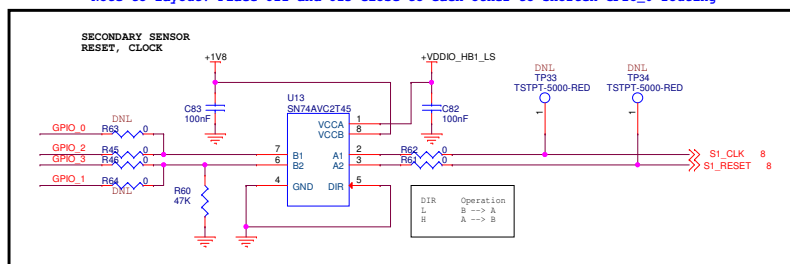 SECONDARY SENSOR
RESET, CLOCK
+1V8
+VDDIO_HB1_LS
DNL
TP33
TSTPT-5000-RED
DNL
TP34
TSTPT-5000-RED
C83
100nF
U13
SN74AVC2T45
C82
100nF
VCCA 1
VCCB 8
1
1
DNL
GPIO_0 R63 0
GPIO_2 R45 0
GPIO_3 R46 0
GPIO_1 R64 0
DNL
7 B1 A1 2 R62 0
6 B2 A2 3 R61 0
4 GND DIR 5
S1_CLK 8
S1_RESET 8
R60
47K
DIR Operation
L B --> A
H A --> B